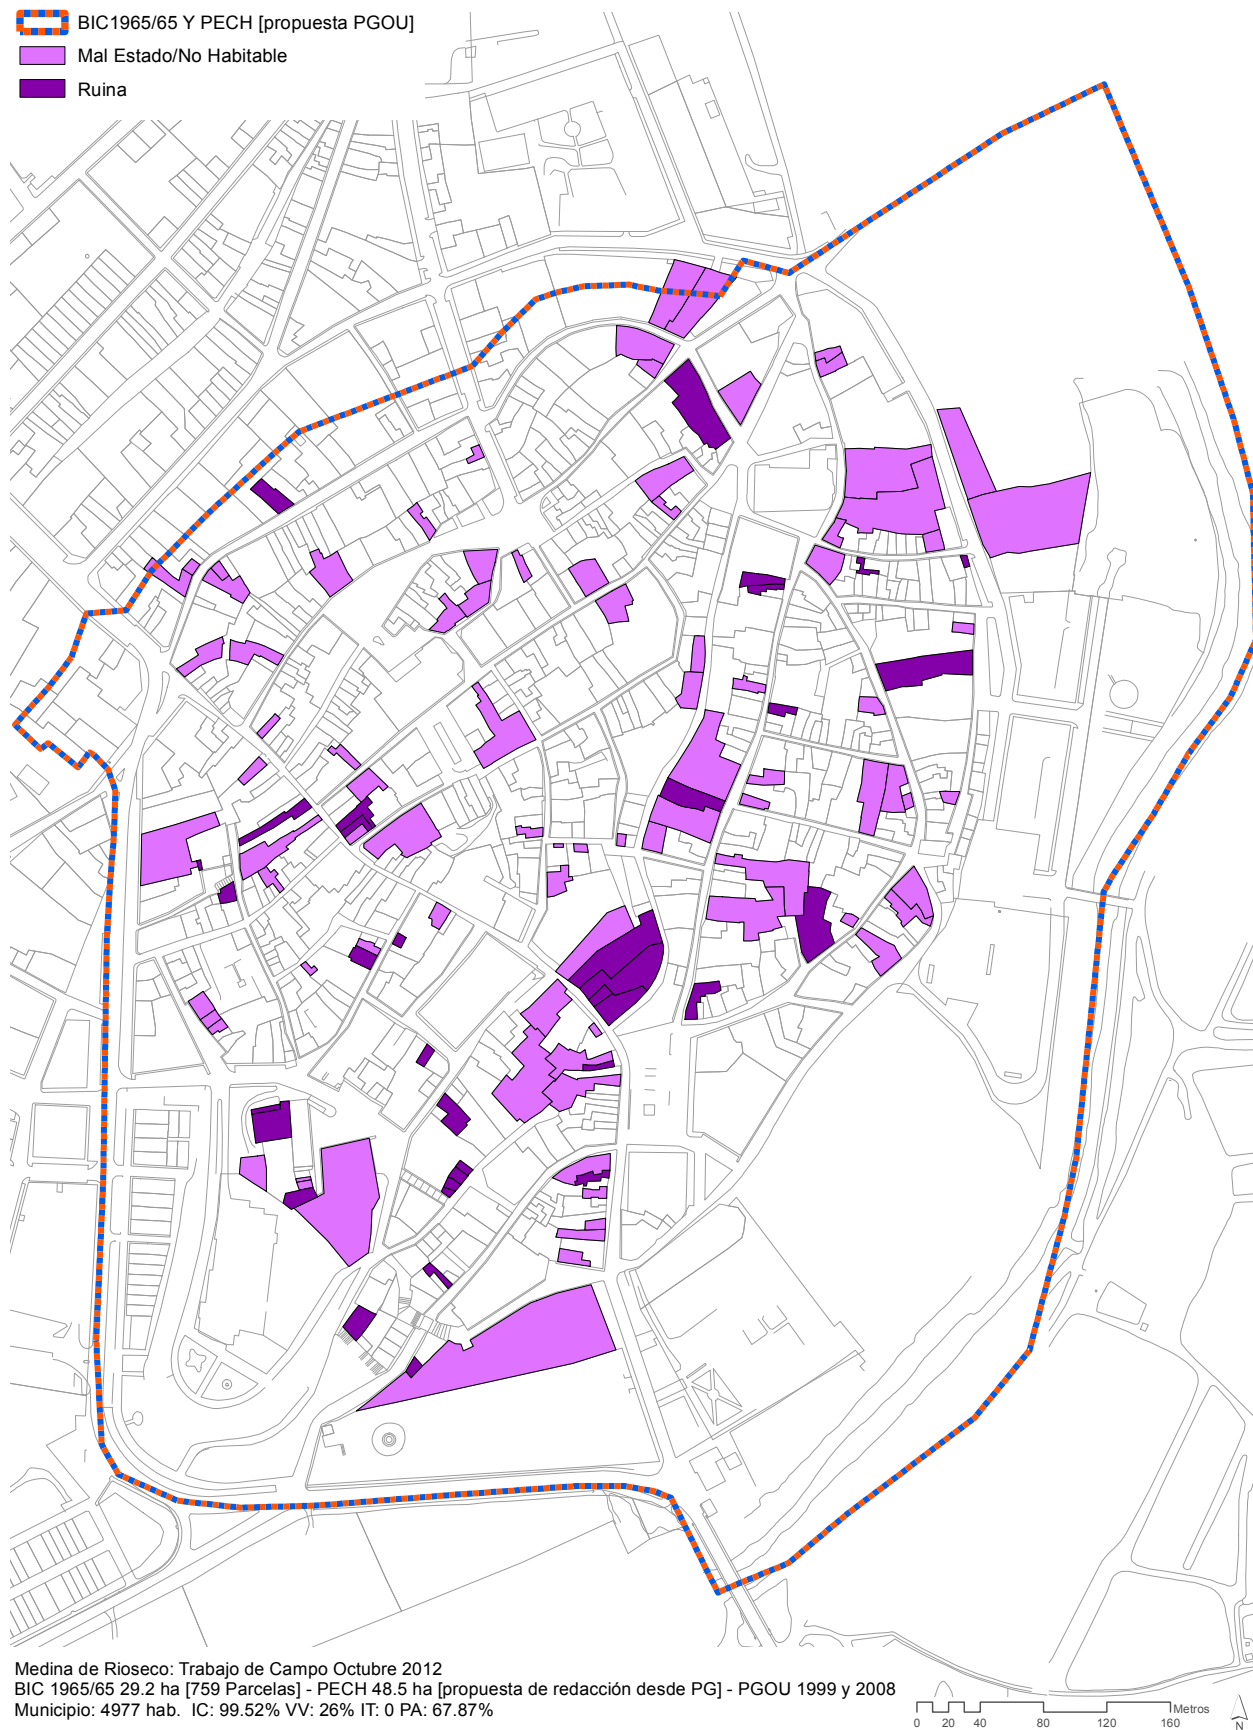 BIC1965/65 Y PECH [propuesta PGOU]
Mal Estado/No Habitable
Ruina
Medina de Rioseco: Trabajo de Campo Octubre 2012
BIC 1965/65 29.2 ha [759 Parcelas] - PECH 48.5 ha [propuesta de redacción desde PG] - PGOU 1999 y 2008
Municipio: 4977 hab. IC: 99.52% VV: 26% IT: 0 PA: 67.87%
Metros
0 20 40 80 120 160
N